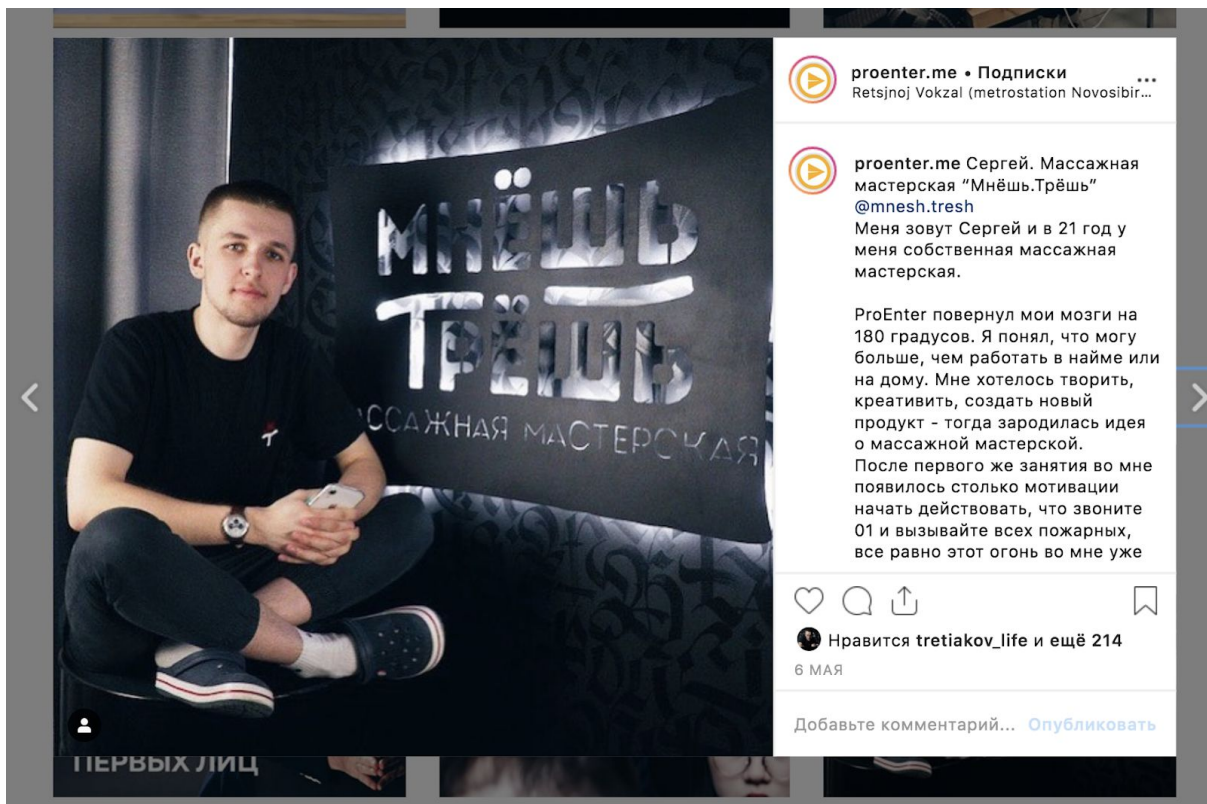 МНЁШЬ
ТРЁШЬ
МАССАЖНАЯ МАСТЕРСКАЯ
proenter.me • Подписки
Retsjnoj Vokzal (metrostation Novosibir...
proenter.me Сергей. Массажная
мастерская “Мнёшь.Трёшь”
@mnesh.tresh
Меня зовут Сергей и в 21 год у
меня собственная массажная
мастерская.
ProEnter повернул мои мозги на
180 градусов. Я понял, что могу
больше, чем работать в найме или
на дому. Мне хотелось творить,
креативить, создать новый
продукт - тогда зародилась идея
о массажной мастерской.
После первого же занятия во мне
появилось столько мотивации
начать действовать, что звоните
01 и вызывайте всех пожарных,
все равно этот огонь во мне уже
Нравится tretiakov_life и ещё 214
6 МАЯ
Добавьте комментарий... Опубликовать
ПЕРВЫХ ЛИЦ